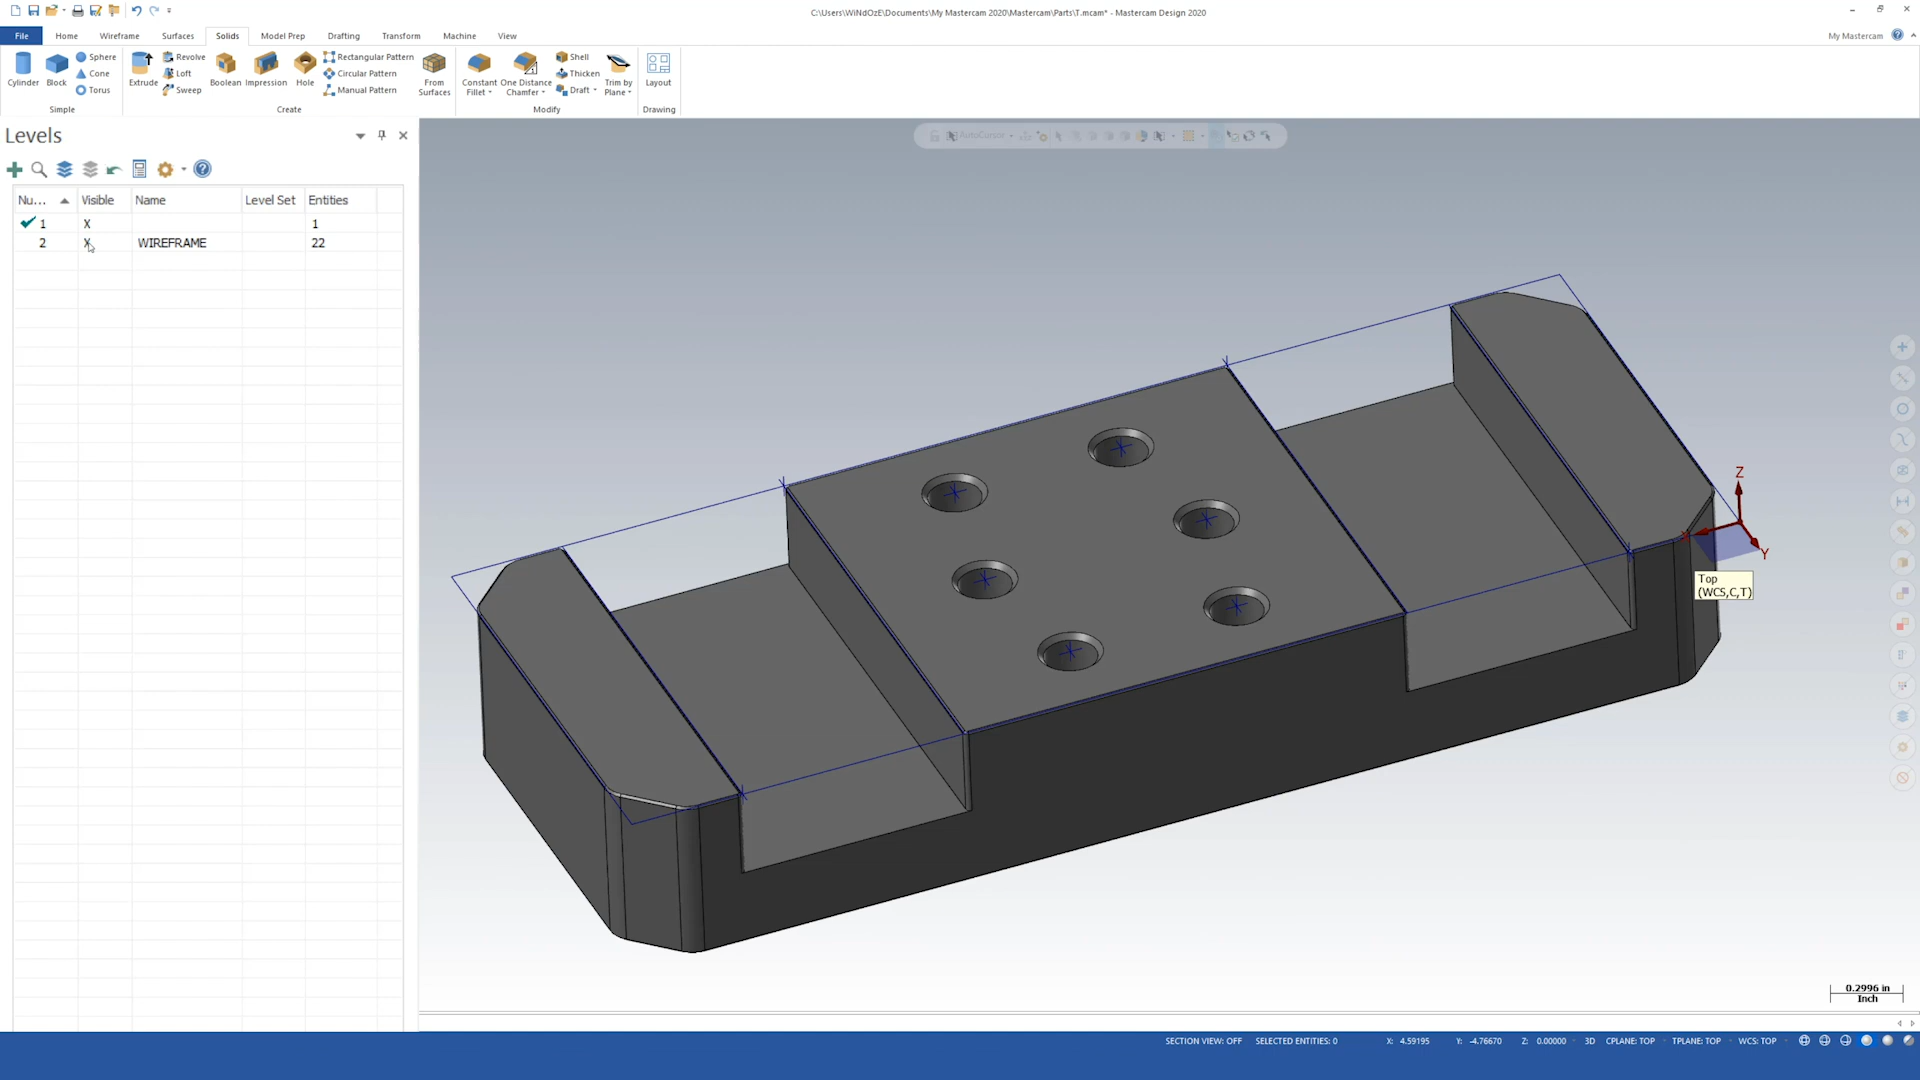 C:\Users\WiNdOzE\Documents\My Mastercam 2020\Mastercam\Parts\T.mcam* - Mastercam Design 2020
File Home Wireframe Surfaces Solids Model Prep Drafting Transform Machine View My Mastercam
Cylinder
Block
Sphere
Cone
Torus
Simple
Extrude
Revolve
Loft
Sweep
Boolean
Impression
Hole
Rectangular Pattern
Circular Pattern
Manual Pattern
From
Surfaces
Create
Constant
Fillet
One Distance
Chamfer
Shell
Thicken
Draft
Trim by
Plane
Modify
Layout
Drawing
Levels
AutoCursor
Nu... Visible Name Level Set Entities
1 X 1
2 X WIREFRAME 22
Z
X
Y
Top
(WCS,C,T)
0.2996 in
Inch
SECTION VIEW: OFF SELECTED ENTITIES: 0 X: 4.59195 Y: -4.76670 Z: 0.00000 3D CPLANE: TOP TPLANE: TOP WCS: TOP